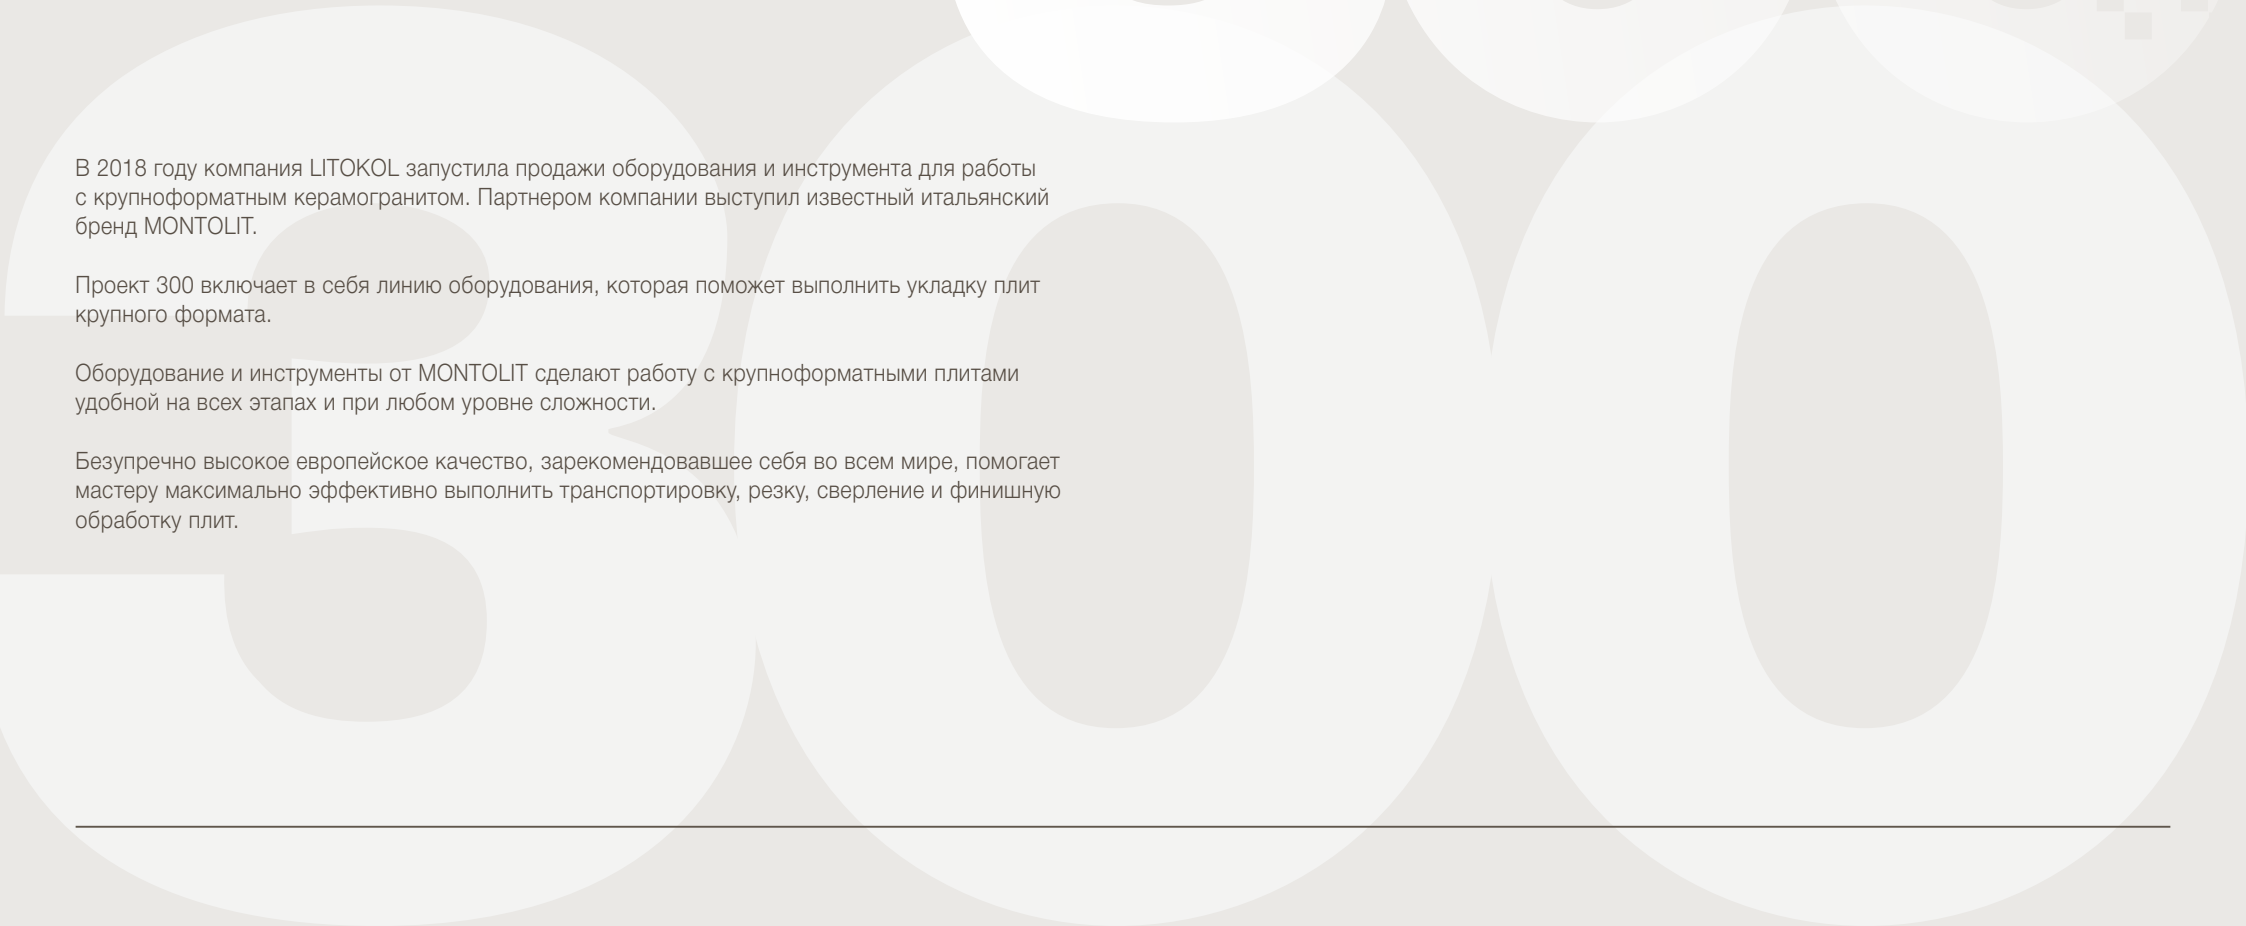 В 2018 году компания LITOKOL запустила продажи оборудования и инструмента для работы
с крупноформатным керамогранитом. Партнером компании выступил известный итальянский
бренд MONTOLIT.
Проект 300 включает в себя линию оборудования, которая поможет выполнить укладку плит
крупного формата.
Оборудование и инструменты от MONTOLIT сделают работу с крупноформатными плитами
удобной на всех этапах и при любом уровне сложности.
Безупречно высокое европейское качество, зарекомендовавшее себя во всем мире, помогает
мастеру максимально эффективно выполнить транспортировку, резку, сверление и финишную
обработку плит.
300